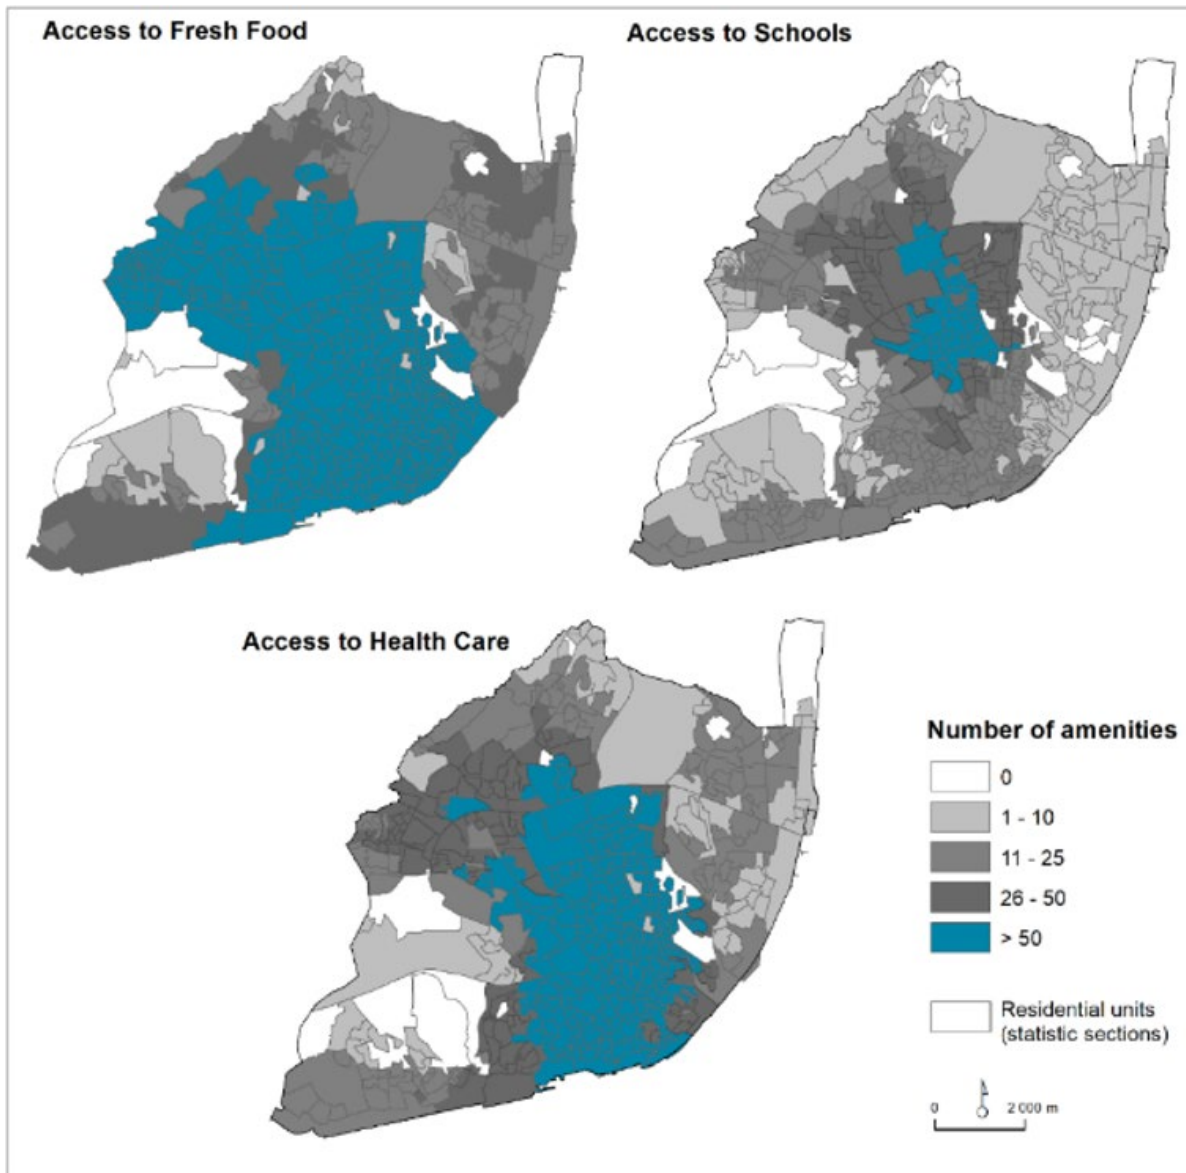 Access to Fresh Food
Access to Schools
Access to Health Care
Number of amenities
0
1 - 10
11 - 25
26 - 50
> 50
Residential units
(statistic sections)
0 2 000 m